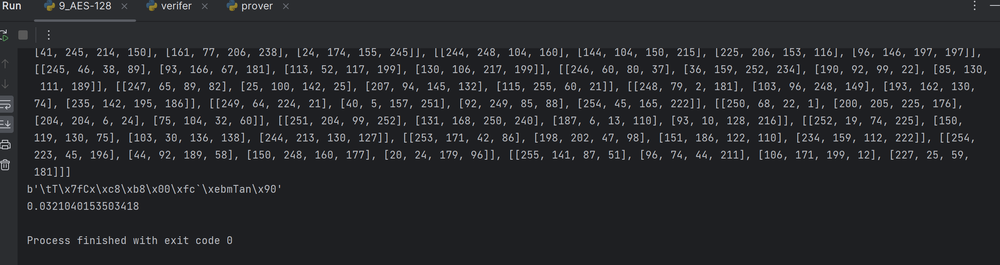 Run 9_AES-128 verifer prover
[41, 245, 214, 150], [161, 77, 206, 238], [24, 174, 155, 245]], [[244, 248, 104, 160], [144, 104, 150, 215], [225, 206, 153, 116], [96, 146, 197, 197]],
[[245, 46, 38, 89], [93, 166, 67, 181], [113, 52, 117, 199], [130, 106, 217, 199]], [[246, 60, 80, 37], [36, 159, 252, 234], [190, 92, 99, 22], [85, 130,
111, 189]], [[247, 65, 89, 82], [25, 100, 142, 25], [207, 94, 145, 132], [115, 255, 60, 21]], [[248, 79, 2, 181], [103, 96, 248, 149], [193, 162, 130,
74], [235, 142, 195, 186]], [[249, 64, 224, 21], [40, 5, 157, 251], [92, 249, 85, 88], [254, 45, 165, 222]], [[250, 68, 22, 1], [200, 205, 225, 176],
[204, 204, 6, 24], [75, 104, 32, 60]], [[251, 204, 99, 252], [131, 168, 250, 240], [187, 6, 13, 110], [93, 10, 128, 216]], [[252, 19, 74, 225], [150,
119, 130, 75], [103, 30, 136, 138], [244, 213, 130, 127]], [[253, 171, 42, 86], [198, 202, 47, 98], [151, 186, 122, 110], [234, 159, 112, 222]], [[254,
223, 45, 196], [44, 92, 189, 58], [150, 248, 160, 177], [20, 24, 179, 96]], [[255, 141, 87, 51], [96, 74, 44, 211], [106, 171, 199, 12], [227, 25, 59,
181]]]
b'\tT\x7fCx\xc8\xb8\x00\xfc`\xebmTan\x90'
0.0321040153503418
Process finished with exit code 0